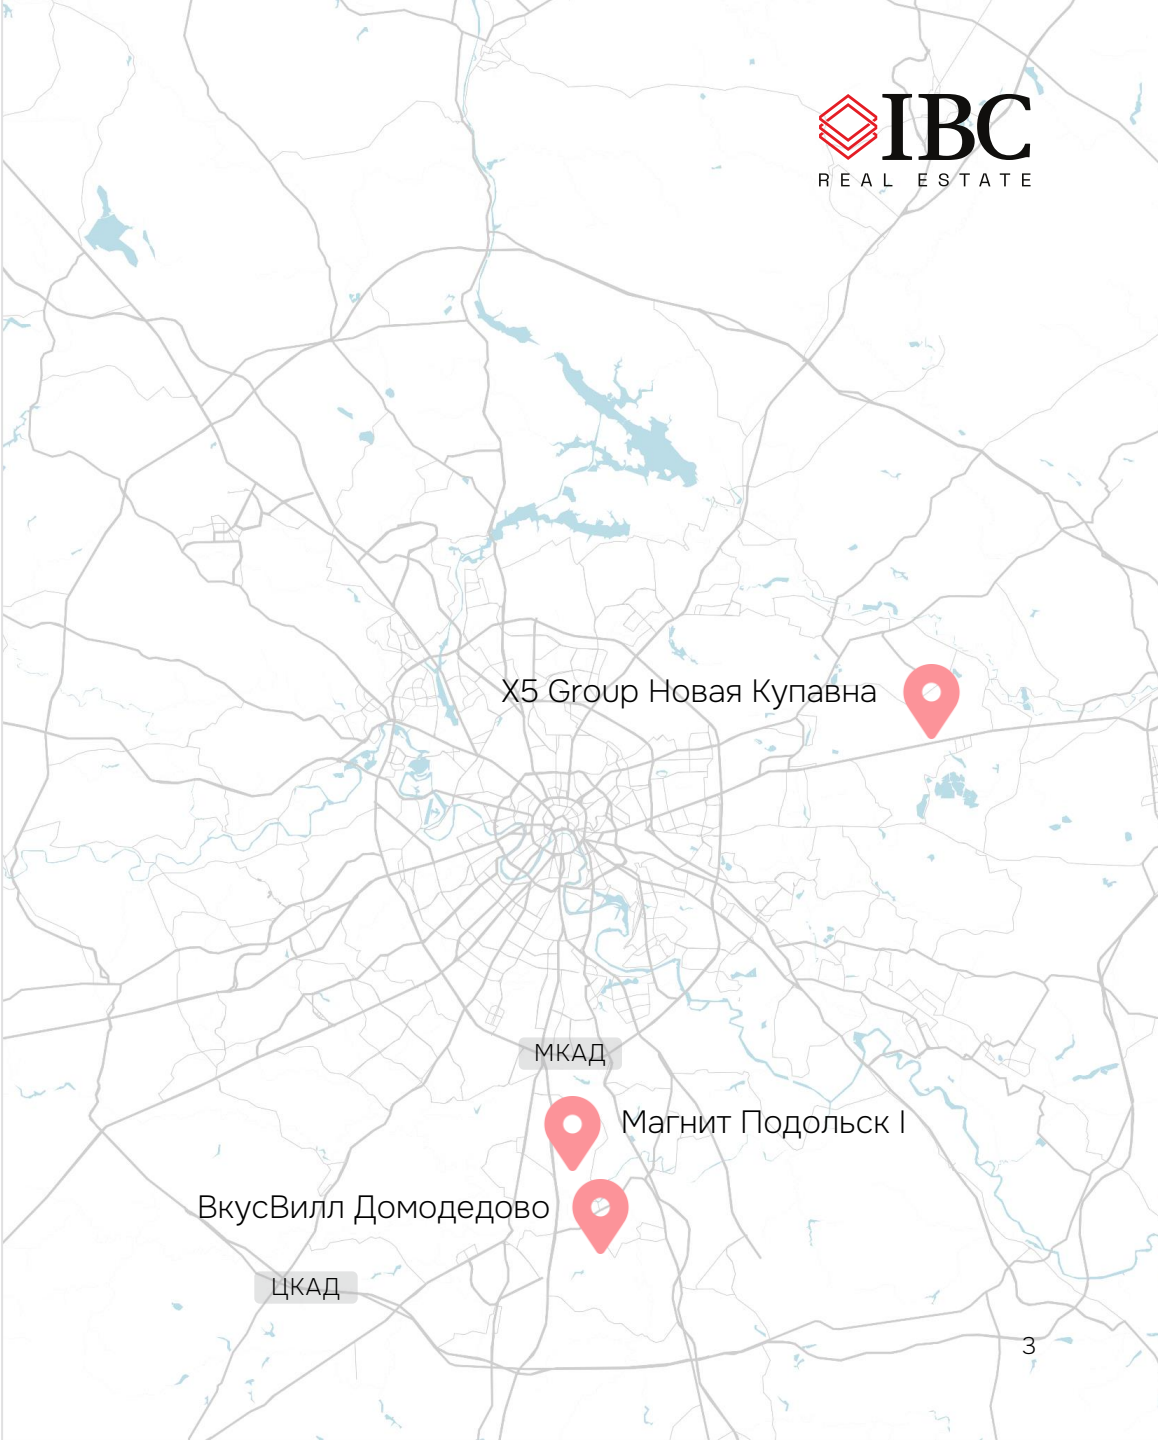 IBC
REAL ESTATE
X5 Group Новая Купавна
МКАД
Магнит Подольск I
ВкусВилл Домодедово
ЦКАД
3